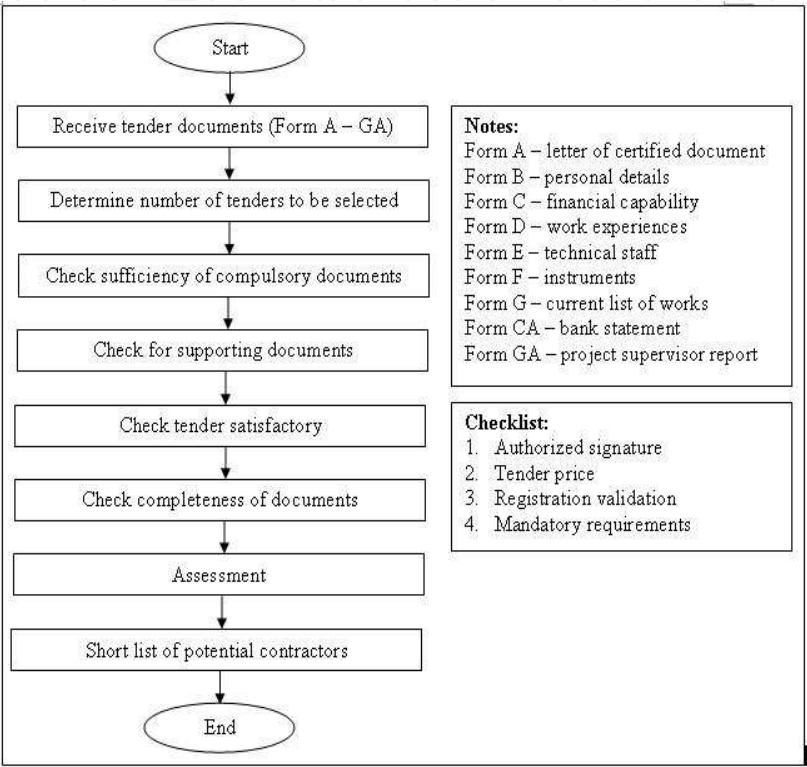 Start
Receive tender documents (Form A – GA)
Determine number of tenders to be selected
Check sufficiency of compulsory documents
Check for supporting documents
Check tender satisfactory
Check completeness of documents
Assessment
Short list of potential contractors
End
Notes:
Form A – letter of certified document
Form B – personal details
Form C – financial capability
Form D – work experiences
Form E – technical staff
Form F – instruments
Form G – current list of works
Form CA – bank statement
Form GA – project supervisor report
Checklist:
1. Authorized signature
2. Tender price
3. Registration validation
4. Mandatory requirements